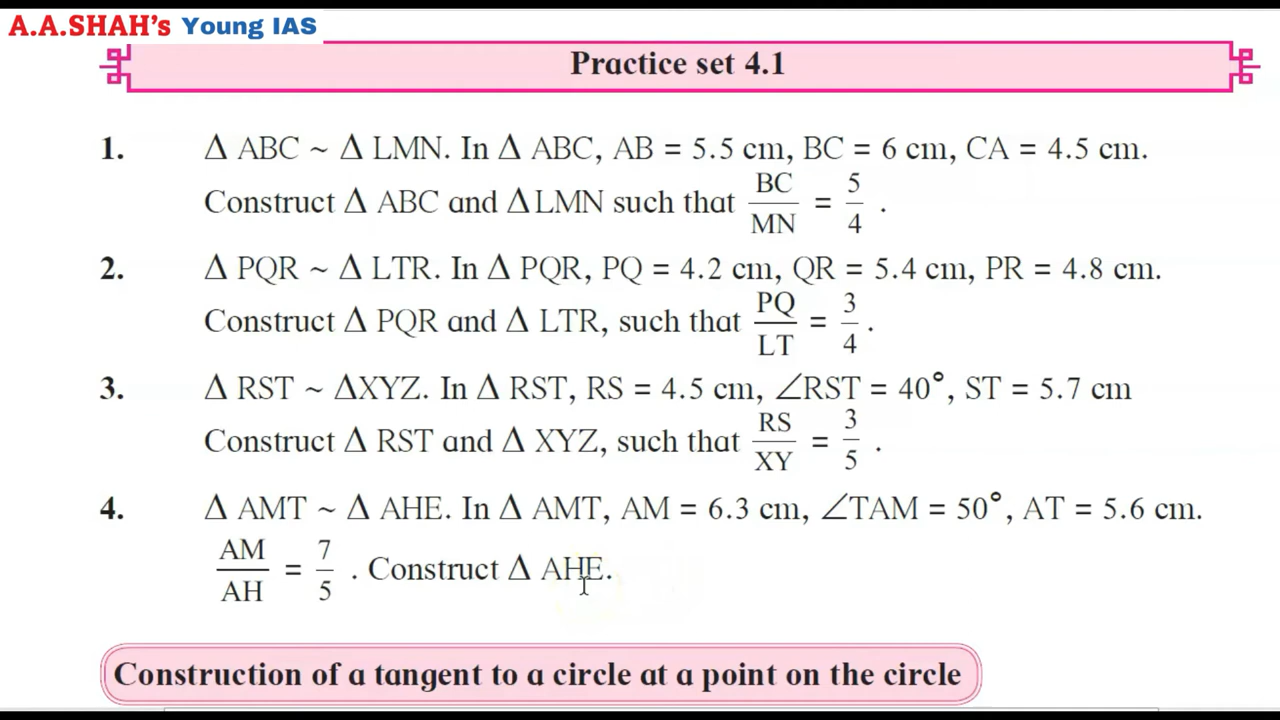 A.A.SHAH's Young IAS
Practice set 4.1
1. Δ ABC ~ Δ LMN. In Δ ABC, AB = 5.5 cm, BC = 6 cm, CA = 4.5 cm.
Construct Δ ABC and Δ LMN such that BC/MN = 5/4 .
2. Δ PQR ~ Δ LTR. In Δ PQR, PQ = 4.2 cm, QR = 5.4 cm, PR = 4.8 cm.
Construct Δ PQR and Δ LTR, such that PQ/LT = 3/4 .
3. Δ RST ~ ΔXYZ. In Δ RST, RS = 4.5 cm, ∠RST = 40°, ST = 5.7 cm
Construct Δ RST and Δ XYZ, such that RS/XY = 3/5 .
4. Δ AMT ~ Δ AHE. In Δ AMT, AM = 6.3 cm, ∠TAM = 50°, AT = 5.6 cm.
AM/AH = 7/5 . Construct Δ AHE.
Construction of a tangent to a circle at a point on the circle